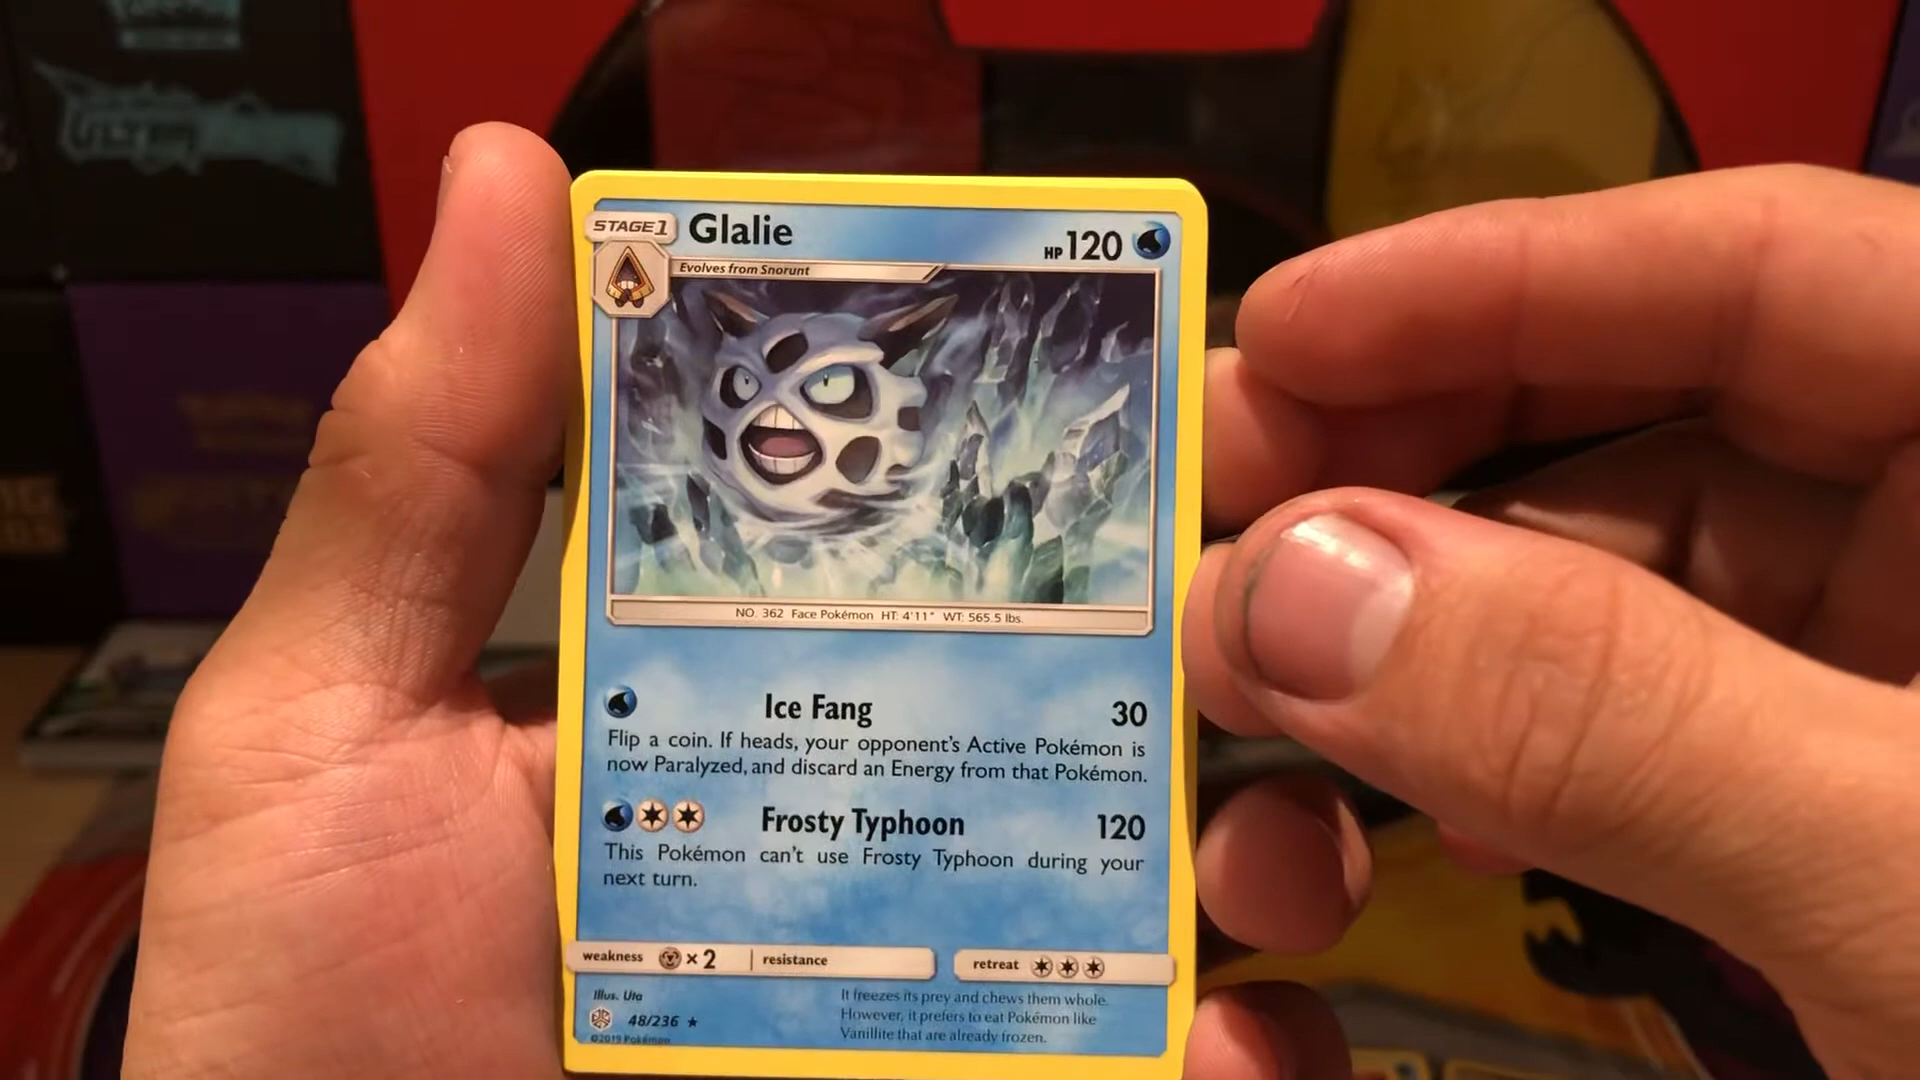 ULTRA
STAGE1
Glalie
HP 120
Evolves from Snorunt
NO. 362 Face Pokémon HT: 4'11" WT: 565.5 lbs.
Ice Fang 30
Flip a coin. If heads, your opponent's Active Pokémon is
now Paralyzed, and discard an Energy from that Pokémon.
Frosty Typhoon 120
This Pokémon can't use Frosty Typhoon during your
next turn.
weakness ×2 resistance retreat
Illus. Uta
48/236
©2019 Pokémon
It freezes its prey and chews them whole.
However, it prefers to eat Pokémon like
Vanillite that are already frozen.